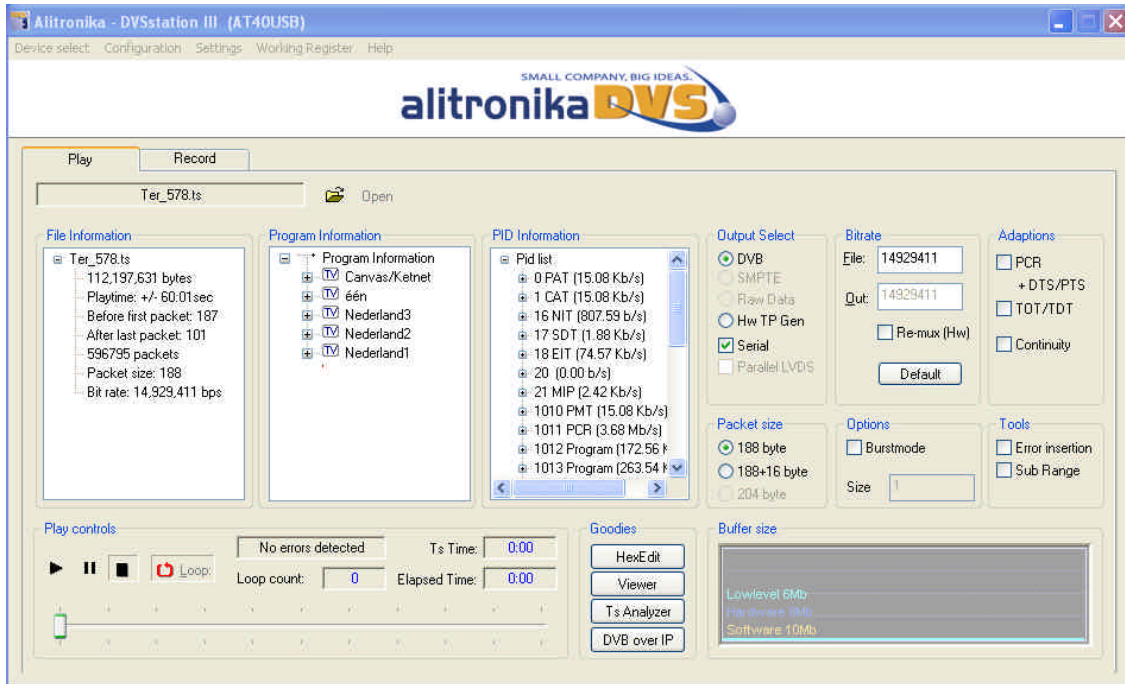 Alitronika - DVSstation III (AT40USB)
Device select Configuration Settings Working Register Help
SMALL COMPANY, BIG IDEAS.
alitronika DVS
Play Record
Ter_578.ts Open
File Information
Ter_578.ts
112,197,631 bytes
Playtime: +/- 60:01sec
Before first packet: 187
After last packet: 101
596795 packets
Packet size: 188
Bit rate: 14,929,411 bps
Program Information
Program Information
TV Canvas/Ketnet
TV één
TV Nederland3
TV Nederland2
TV Nederland1
PID Information
Pid list
0 PAT (15.08 Kb/s)
1 CAT (15.08 Kb/s)
16 NIT (807.59 b/s)
17 SDT (1.88 Kb/s)
18 EIT (74.57 Kb/s)
20 (0.00 b/s)
21 MIP (2.42 Kb/s)
1010 PMT (15.08 Kb/s)
1011 PCR (3.68 Mb/s)
1012 Program (172.56 K
1013 Program (263.54 K
Output Select
DVB
SMPTE
Raw Data
Hw TP Gen
Serial
Parallel LVDS
Bitrate
File: 14929411
Out: 14929411
Re-mux (Hw)
Default
Adaptions
PCR
+ DTS/PTS
TOT/TDT
Continuity
Packet size
188 byte
188+16 byte
204 byte
Options
Burstmode
Size 1
Tools
Error insertion
Sub Range
Play controls
Loop:
No errors detected
Loop count: 0
Ts Time: 0:00
Elapsed Time: 0:00
Goodies
HexEdit
Viewer
Ts Analyzer
DVB over IP
Buffer size
Lowlevel 6Mb
Software 10Mb